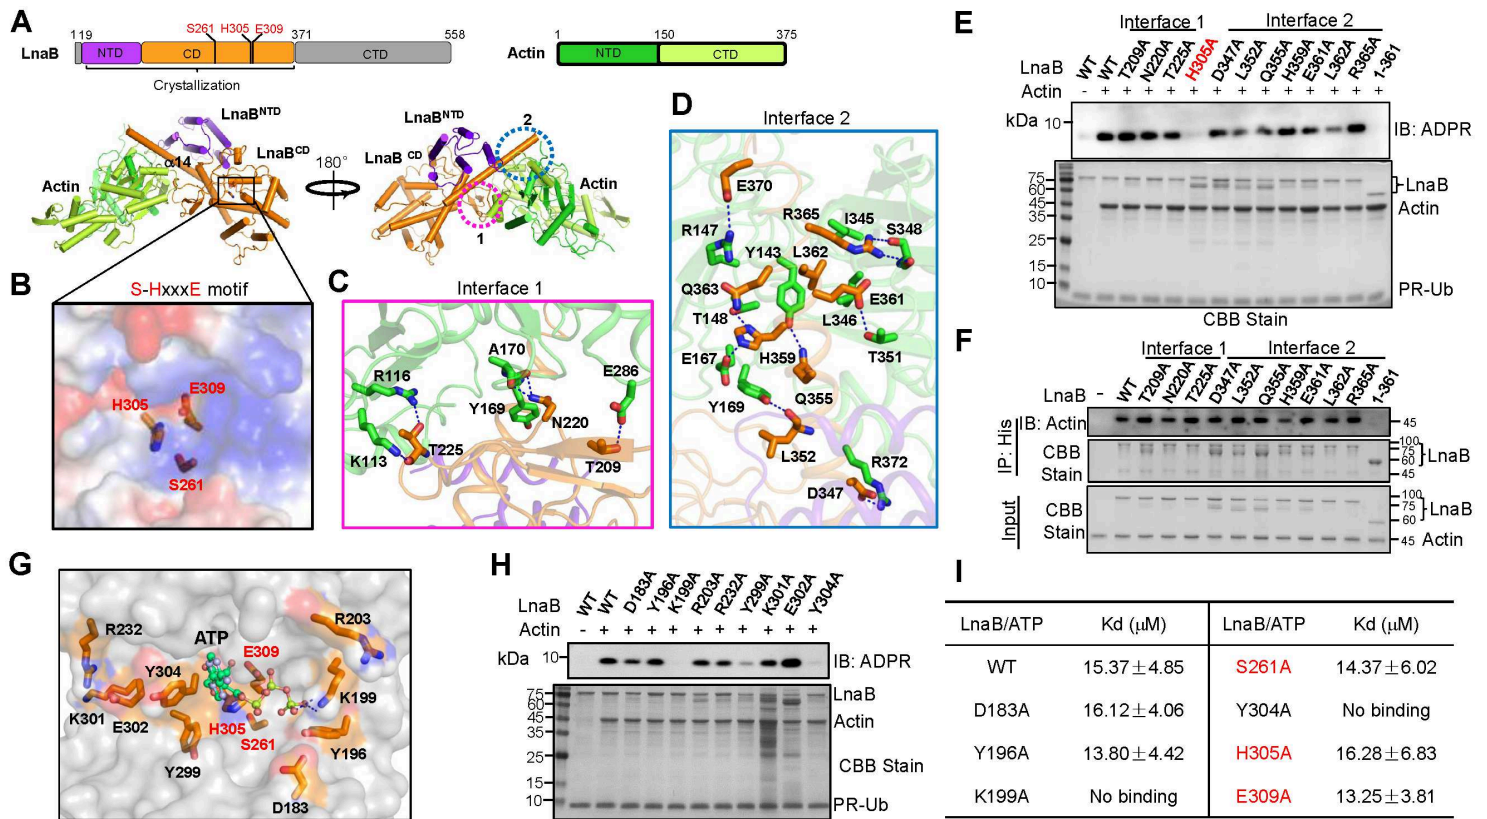 A
S261 H305 E309
1 19 371 558
LnaB NTD CD CTD
Crystallization
1 150 375
Actin NTD CTD
LnaBNTD
LnaBCD
α14
Actin
180°
LnaBNTD
LnaB CD
2
Actin
1
B
S-HxxxE motif
E309
H305
S261
C
Interface 1
A170
R116
E286
Y169
N220
K113
T225
T209
D
Interface 2
E370
R147
R365
I345
S348
Y143
L362
Q363
E361
T148
L346
T351
E167
H359
Q355
Y169
L352
R372
D347
E
Interface 1 Interface 2
LnaB - WT WT T209A N220A T225A H305A D347A L352A Q355A H359A E361A L362A R365A 1-361
Actin - + + + + + + + + + + + + +
kDa
10
IB: ADPR
75
60
45
35
25
15
10
LnaB
Actin
PR-Ub
CBB Stain
F
Interface 1 Interface 2
LnaB - WT T209A N220A T225A D347A L352A Q355A H359A E361A L362A R365A 1-361
IP: His
IB: Actin
45
CBB Stain
100
75
60
45
LnaB
Input
CBB Stain
100
75
60
45
LnaB
Actin
G
R232
ATP
R203
E309
Y304
K199
K301
E302
H305
S261
Y196
Y299
D183
H
LnaB WT WT D183A Y196A K199A R203A R232A Y299A K301A E302A Y304A
Actin - + + + + + + + + + +
kDa
10
IB: ADPR
75
60
45
35
25
15
10
LnaB
Actin
CBB Stain
PR-Ub
I
LnaB/ATP Kd (μM) LnaB/ATP Kd (μM)
WT 15.37±4.85 S261A 14.37±6.02
D183A 16.12±4.06 Y304A No binding
Y196A 13.80±4.42 H305A 16.28±6.83
K199A No binding E309A 13.25±3.81